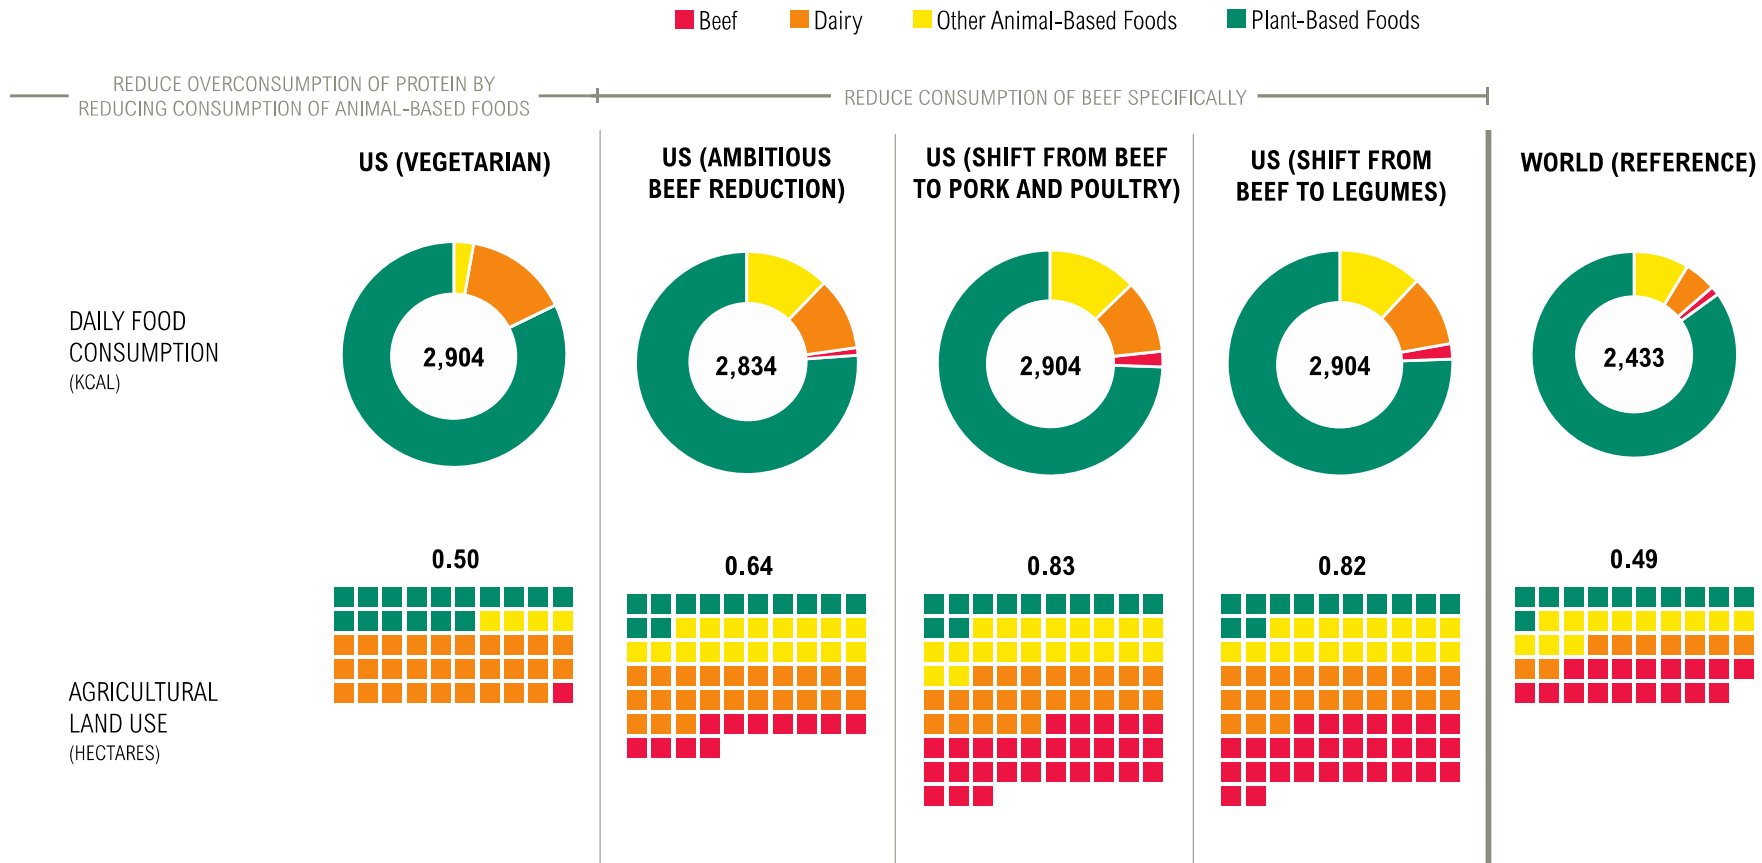 Beef
Dairy
Other Animal-Based Foods
Plant-Based Foods
REDUCE OVERCONSUMPTION OF PROTEIN BY
REDUCING CONSUMPTION OF ANIMAL-BASED FOODS
REDUCE CONSUMPTION OF BEEF SPECIFICALLY
US (VEGETARIAN)
US (AMBITIOUS
BEEF REDUCTION)
US (SHIFT FROM BEEF
TO PORK AND POULTRY)
US (SHIFT FROM
BEEF TO LEGUMES)
WORLD (REFERENCE)
DAILY FOOD
CONSUMPTION
(KCAL)
2,904
2,834
2,904
2,904
2,433
AGRICULTURAL
LAND USE
(HECTARES)
0.50
0.64
0.83
0.82
0.49